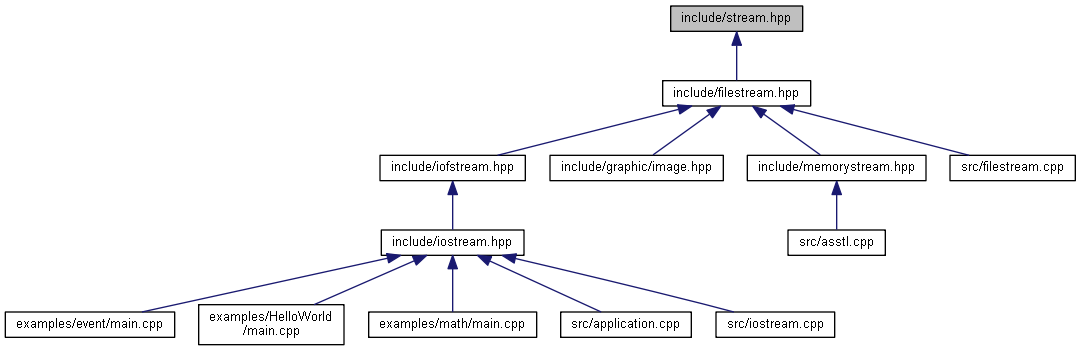 include/stream.hpp
include/filestream.hpp
include/iofstream.hpp
include/graphic/image.hpp
include/memorystream.hpp
src/filestream.cpp
include/iostream.hpp
src/asstl.cpp
examples/event/main.cpp
examples/HelloWorld
/main.cpp
examples/math/main.cpp
src/application.cpp
src/iostream.cpp